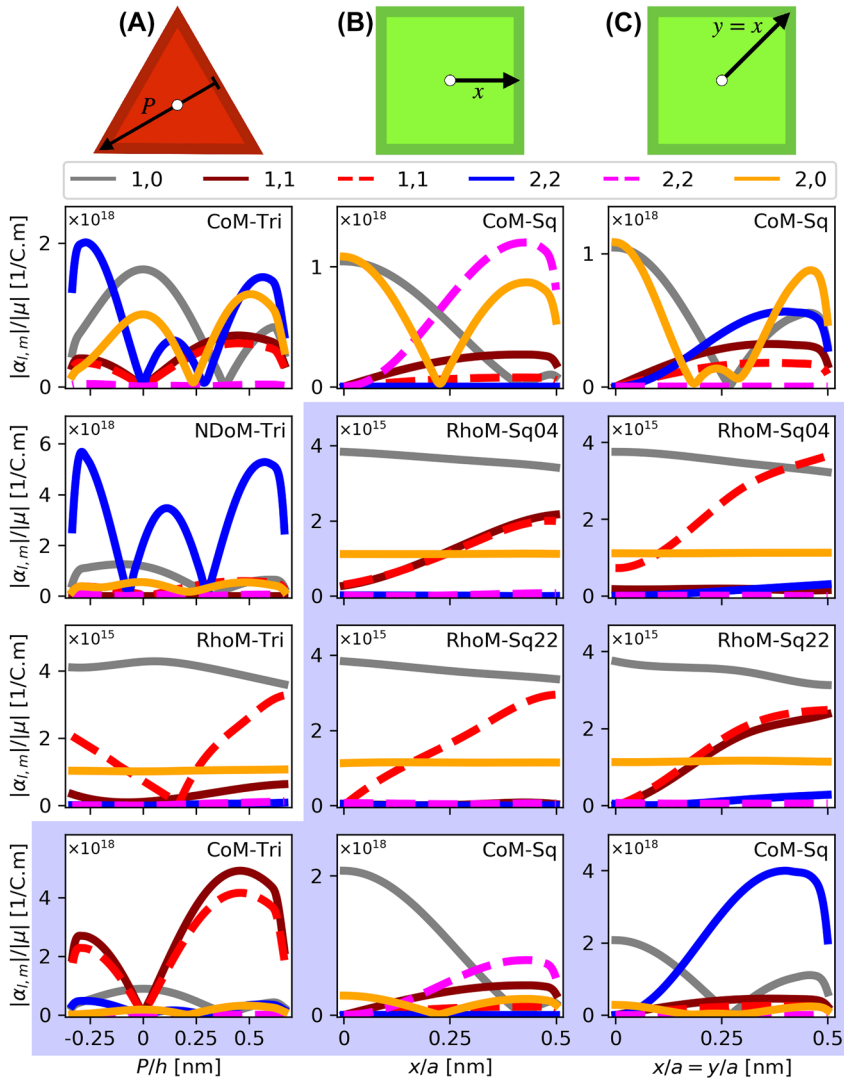 (A) (B) (C)
P x y = x
1,0 1,1 1,1 2,2 2,2 2,0
×10¹⁸ CoM-Tri ×10¹⁸ CoM-Sq ×10¹⁸ CoM-Sq
|α_{l,m}|/|μ| [1/C.m]
2
0
1
0
1
0
×10¹⁸ NDoM-Tri ×10¹⁵ RhoM-Sq04 ×10¹⁵ RhoM-Sq04
|α_{l,m}|/|μ| [1/C.m]
6
4
2
0
4
2
0
4
2
0
×10¹⁵ RhoM-Tri ×10¹⁵ RhoM-Sq22 ×10¹⁵ RhoM-Sq22
|α_{l,m}|/|μ| [1/C.m]
4
2
0
4
2
0
4
2
0
×10¹⁸ CoM-Tri ×10¹⁸ CoM-Sq ×10¹⁸ CoM-Sq
|α_{l,m}|/|μ| [1/C.m]
4
2
0
2
0
4
2
0
-0.25 0 0.25 0.5 0 0.25 0.5 0 0.25 0.5
P/h [nm] x/a [nm] x/a = y/a [nm]